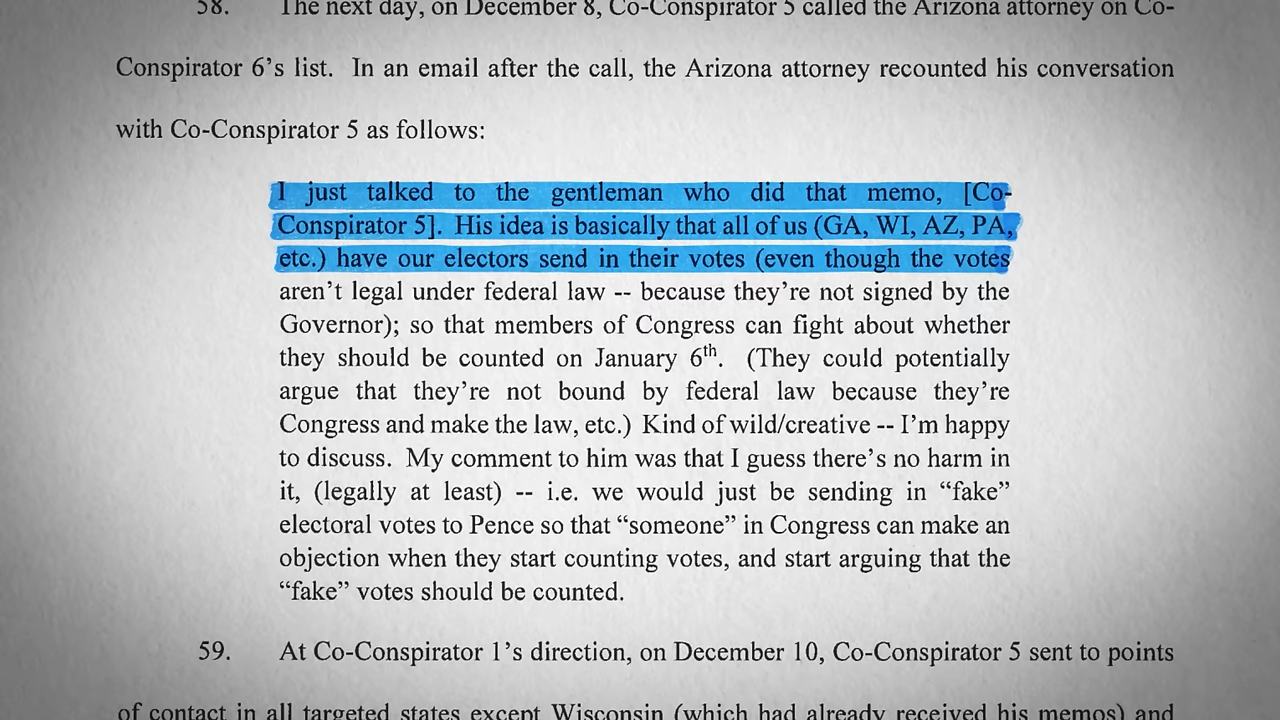 58. The next day, on December 8, Co-Conspirator 5 called the Arizona attorney on Co-
Conspirator 6’s list. In an email after the call, the Arizona attorney recounted his conversation
with Co-Conspirator 5 as follows:
I just talked to the gentleman who did that memo, [Co-
Conspirator 5]. His idea is basically that all of us (GA, WI, AZ, PA,
etc.) have our electors send in their votes (even though the votes
aren’t legal under federal law -- because they’re not signed by the
Governor); so that members of Congress can fight about whether
they should be counted on January 6th. (They could potentially
argue that they’re not bound by federal law because they’re
Congress and make the law, etc.) Kind of wild/creative -- I’m happy
to discuss. My comment to him was that I guess there’s no harm in
it, (legally at least) -- i.e. we would just be sending in “fake”
electoral votes to Pence so that “someone” in Congress can make an
objection when they start counting votes, and start arguing that the
“fake” votes should be counted.
59. At Co-Conspirator 1’s direction, on December 10, Co-Conspirator 5 sent to points
of contact in all targeted states except Wisconsin (which had already received his memos) and